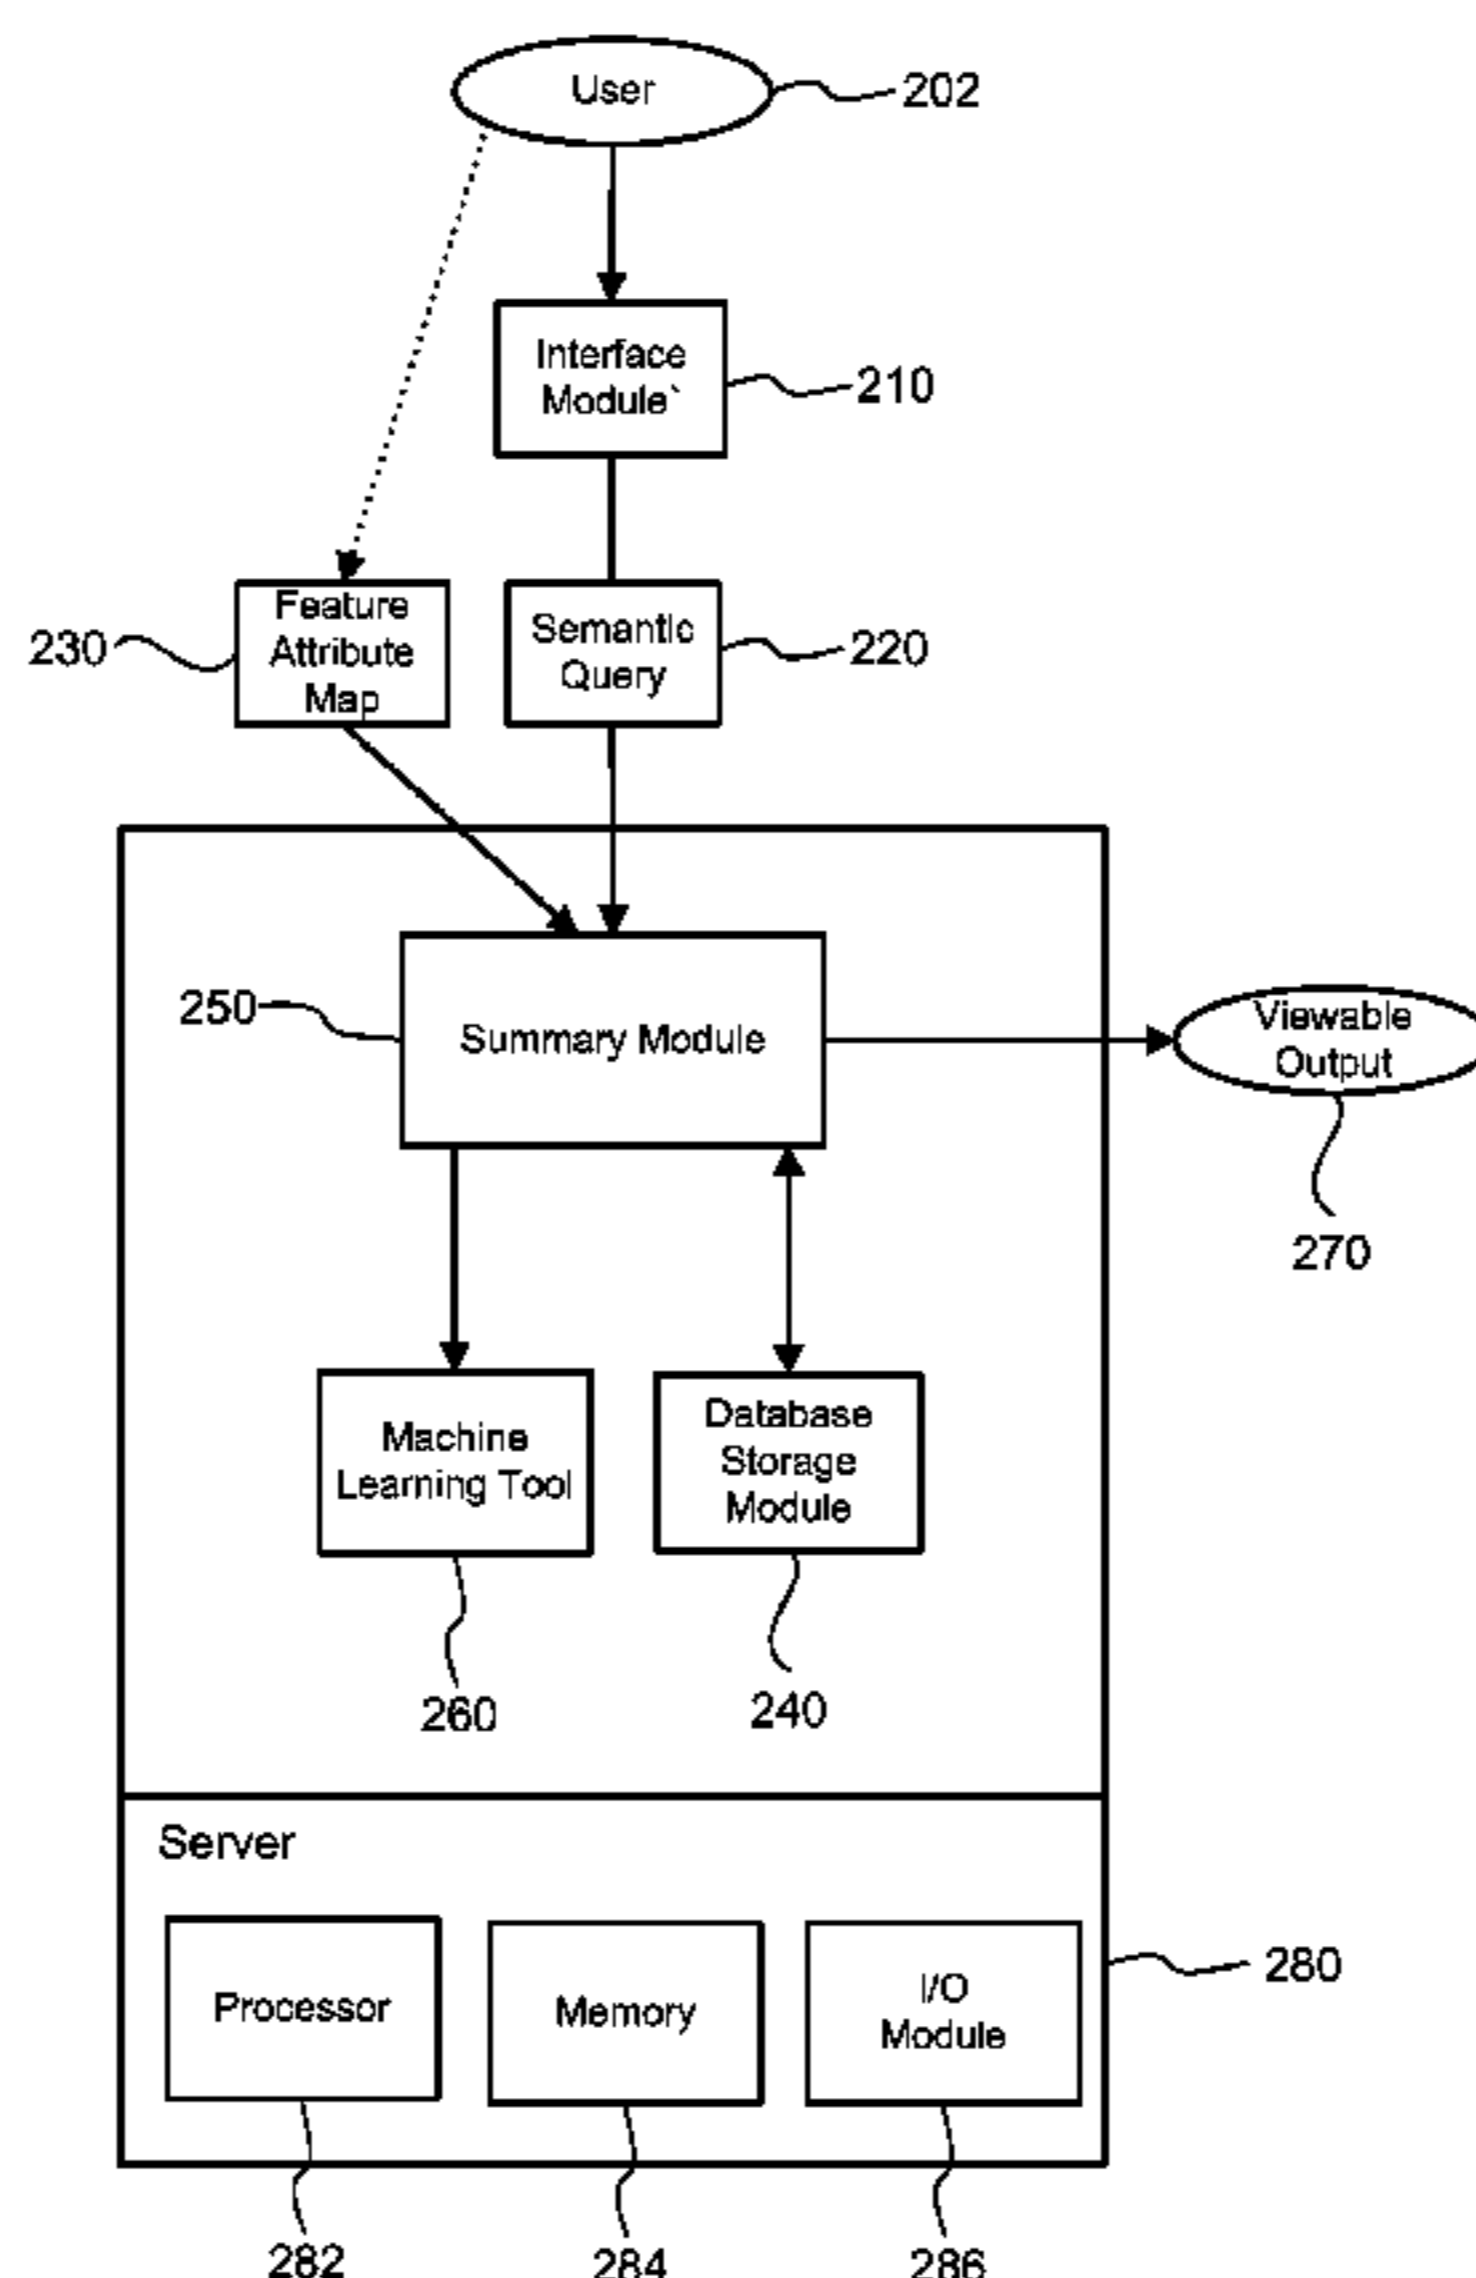 User
202
Interface
Module`
210
Feature
Attribute
Map
230
Semantic
Query
220
250
Summary Module
Viewable
Output
270
Machine
Learning Tool
Database
Storage
Module
260
240
Server
Processor
Memory
I/O
Module
280
282
284
286